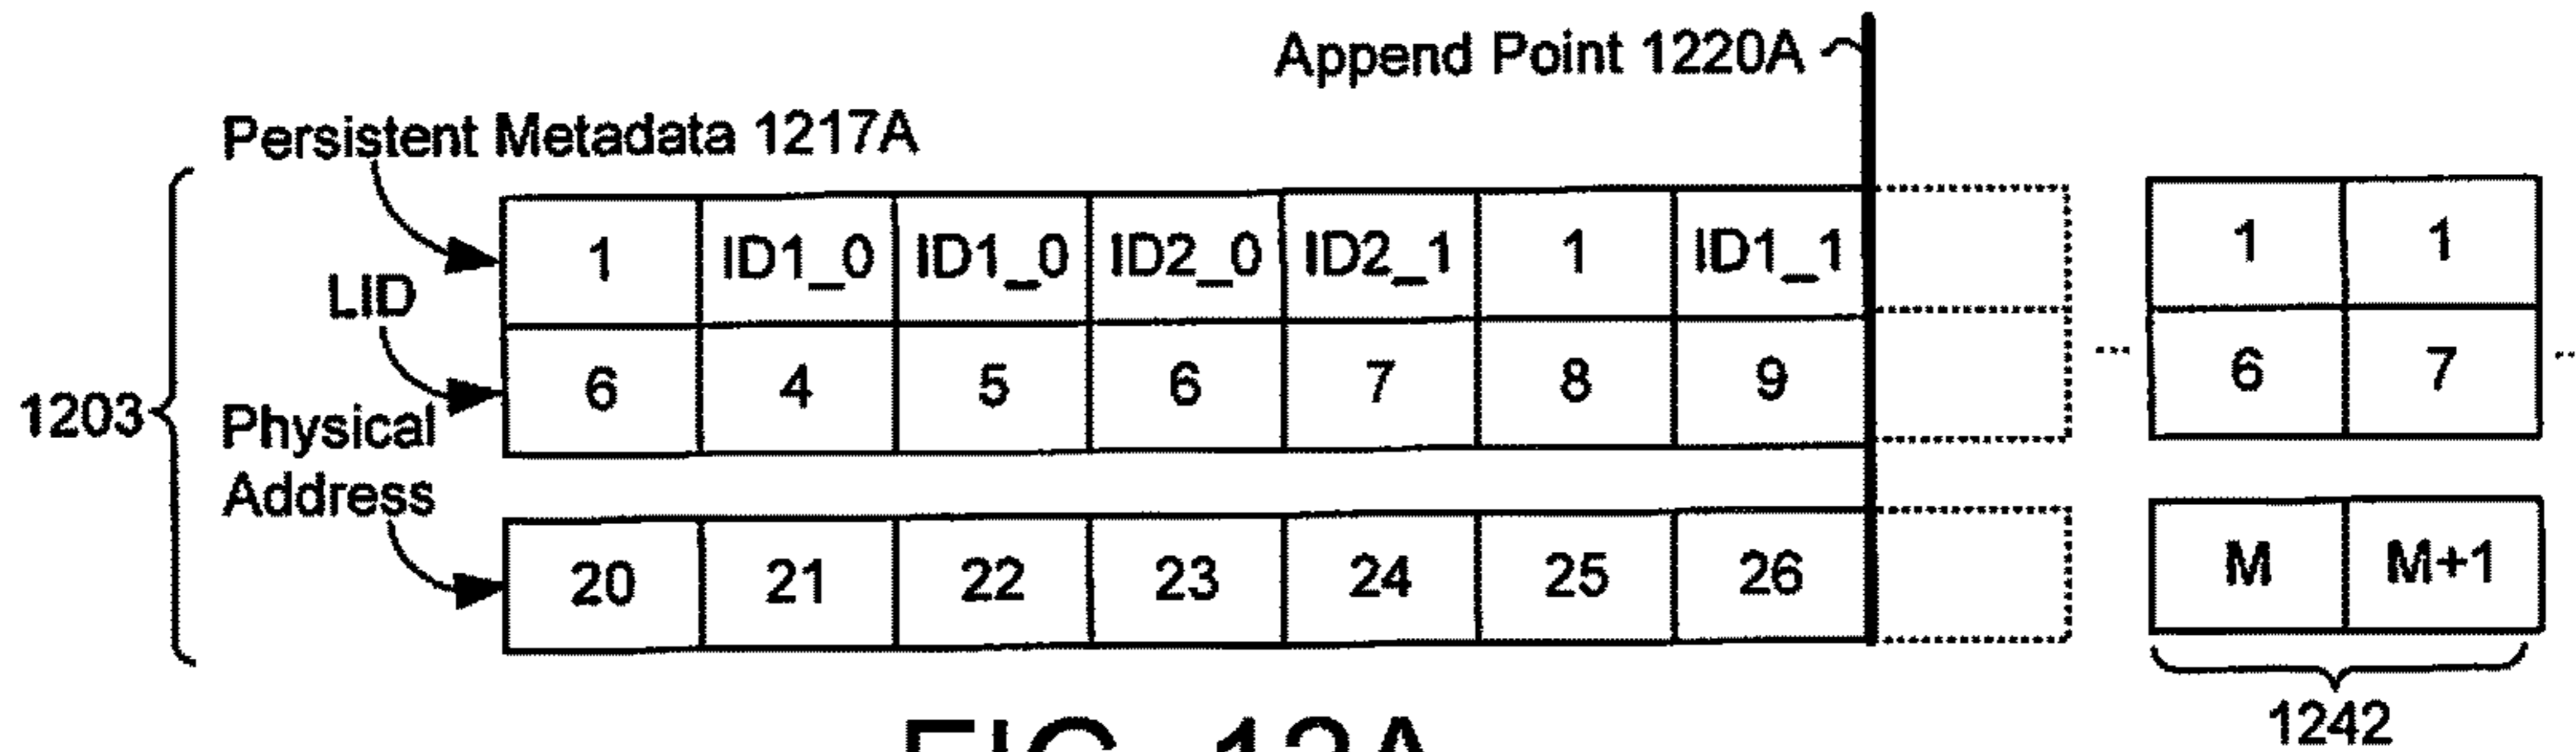 Append Point 1220A
Persistent Metadata 1217A
1 ID1_0 ID1_0 ID2_0 ID2_1 1 ID1_1 1 1
LID
6 4 5 6 7 8 9 ... 6 7 ...
1203
Physical
Address
20 21 22 23 24 25 26 M M+1
1242